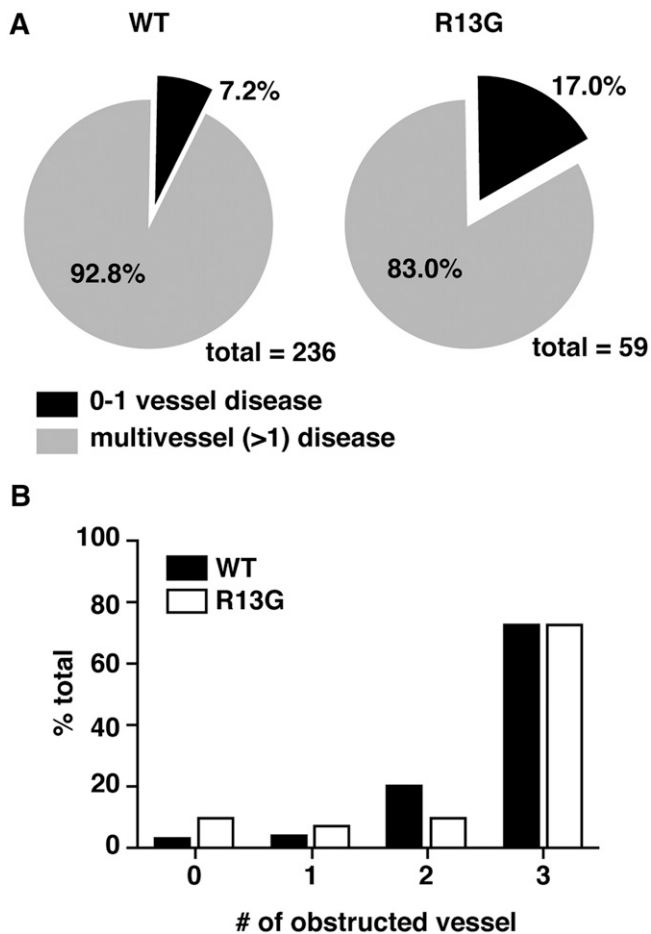 A
WT
R13G
7.2%
17.0%
92.8%
83.0%
total = 236
total = 59
0-1 vessel disease
multivessel (>1) disease
B
100
80
60
40
20
0
% total
WT
R13G
0
1
2
3
# of obstructed vessel